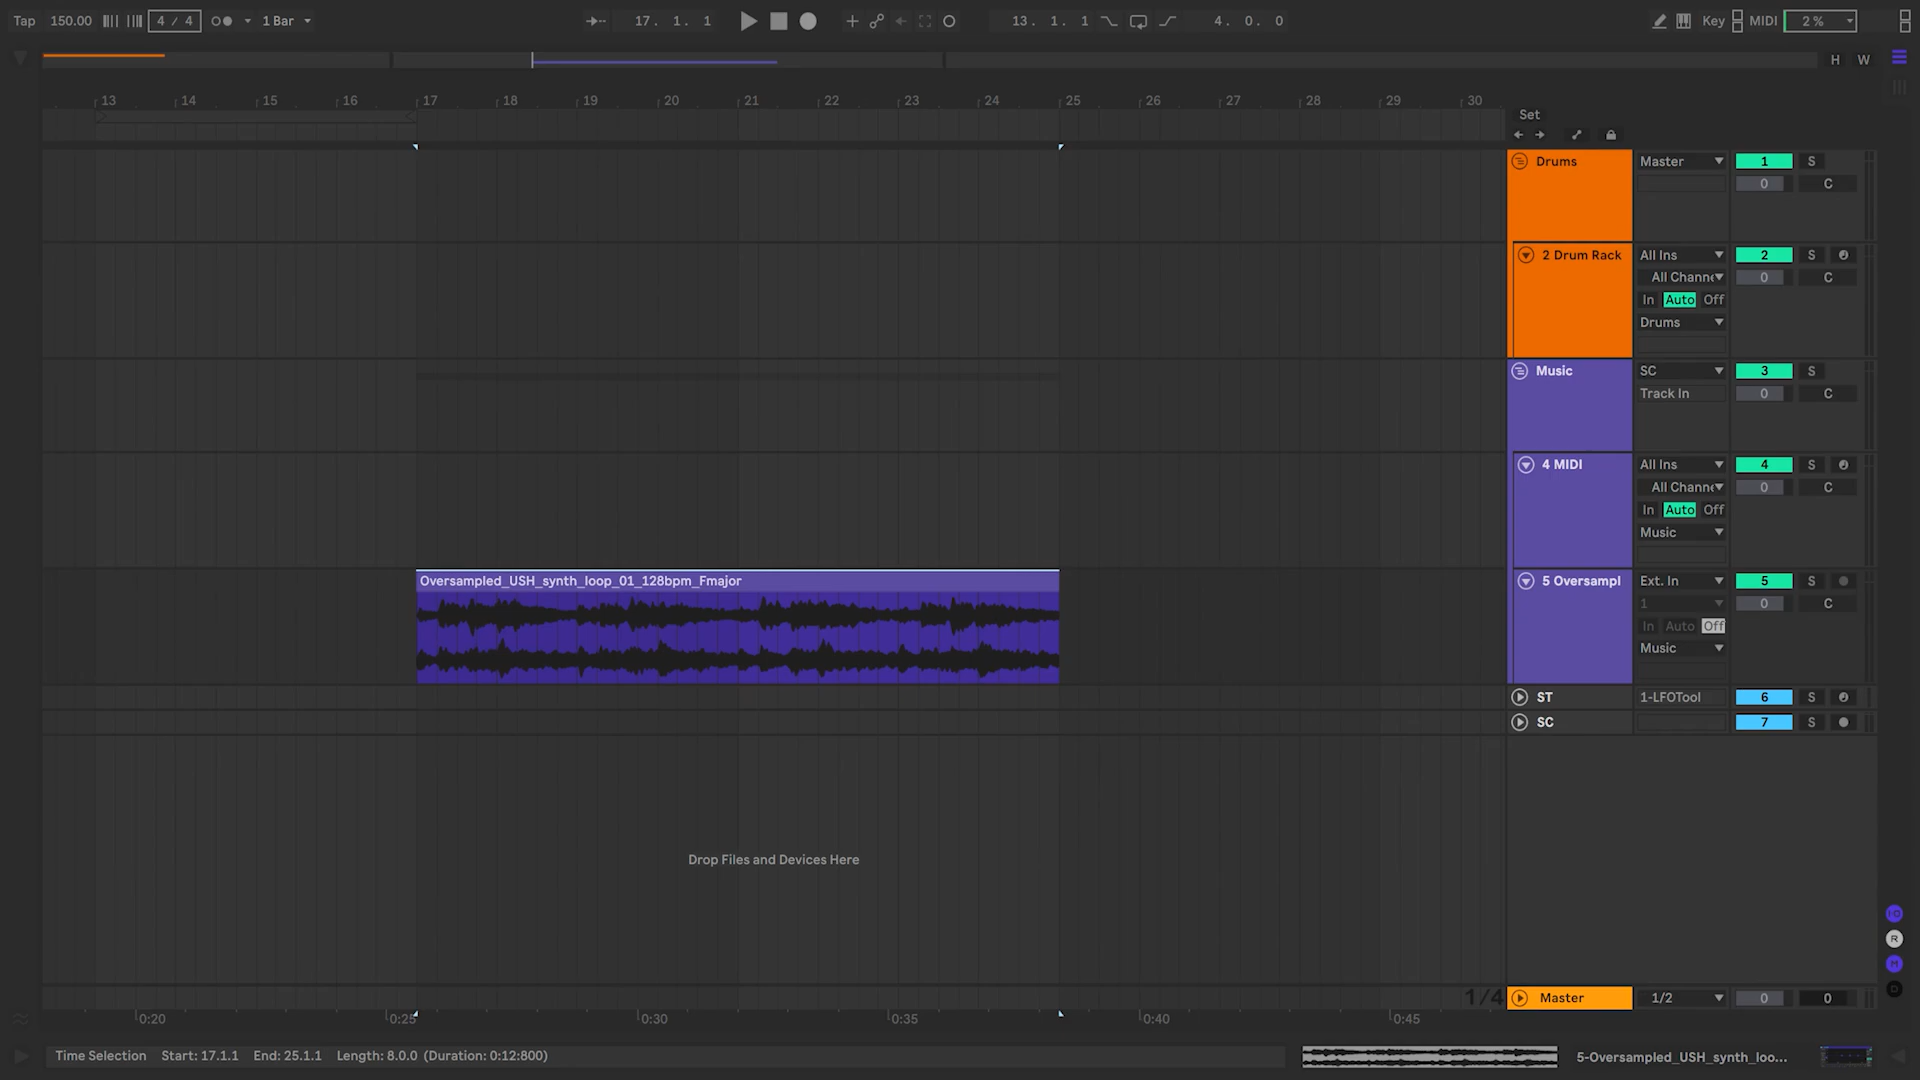 Tap 150.00 4 / 4 1 Bar 17. 1. 1 13. 1. 1 4. 0. 0 Key MIDI 2 %
H W
13 14 15 16 17 18 19 20 21 22 23 24 25 26 27 28 29 30
Set
Drums Master 1 S
0 C
2 Drum Rack All Ins 2 S
All Channe 0 C
In Auto Off
Drums
Music SC 3 S
Track In 0 C
4 MIDI All Ins 4 S
All Channe 0 C
In Auto Off
Music
Oversampled_USH_synth_loop_01_128bpm_Fmajor 5 Oversampl Ext. In 5 S
1 0 C
In Auto Off
Music
ST 1-LFOTool 6 S
SC 7 S
Drop Files and Devices Here
R
M
D
1/4 Master 1/2 0 0
0:20 0:25 0:30 0:35 0:40 0:45
Time Selection Start: 17.1.1 End: 25.1.1 Length: 8.0.0 (Duration: 0:12:800) 5-Oversampled_USH_synth_loo...